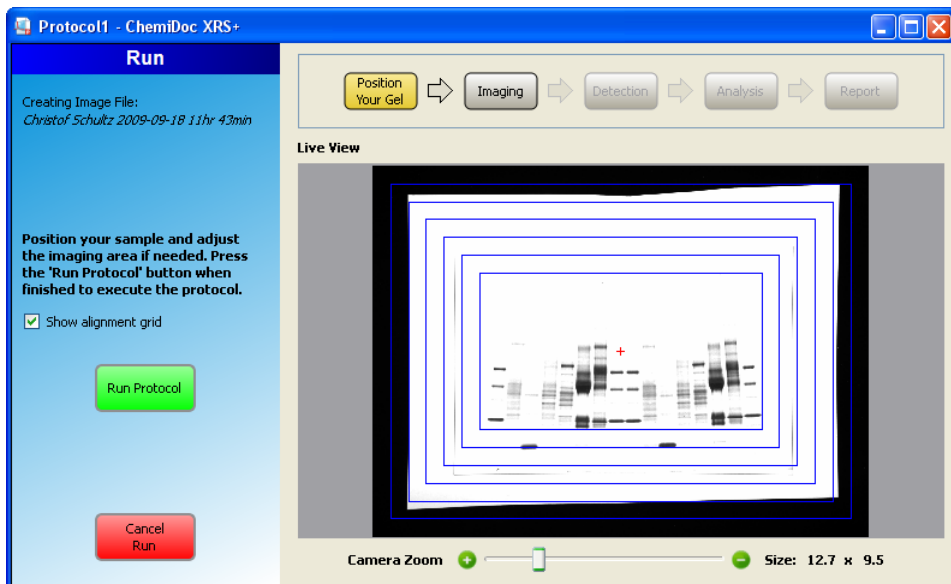 Protocol1 - ChemiDoc XRS+
Run
Creating Image File:
Christof Schultz 2009-09-18 11hr 43min
Position your sample and adjust
the imaging area if needed. Press
the 'Run Protocol' button when
finished to execute the protocol.
Show alignment grid
Run Protocol
Cancel
Run
Position
Your Gel
Imaging
Detection
Analysis
Report
Live View
Camera Zoom
Size: 12.7 x 9.5